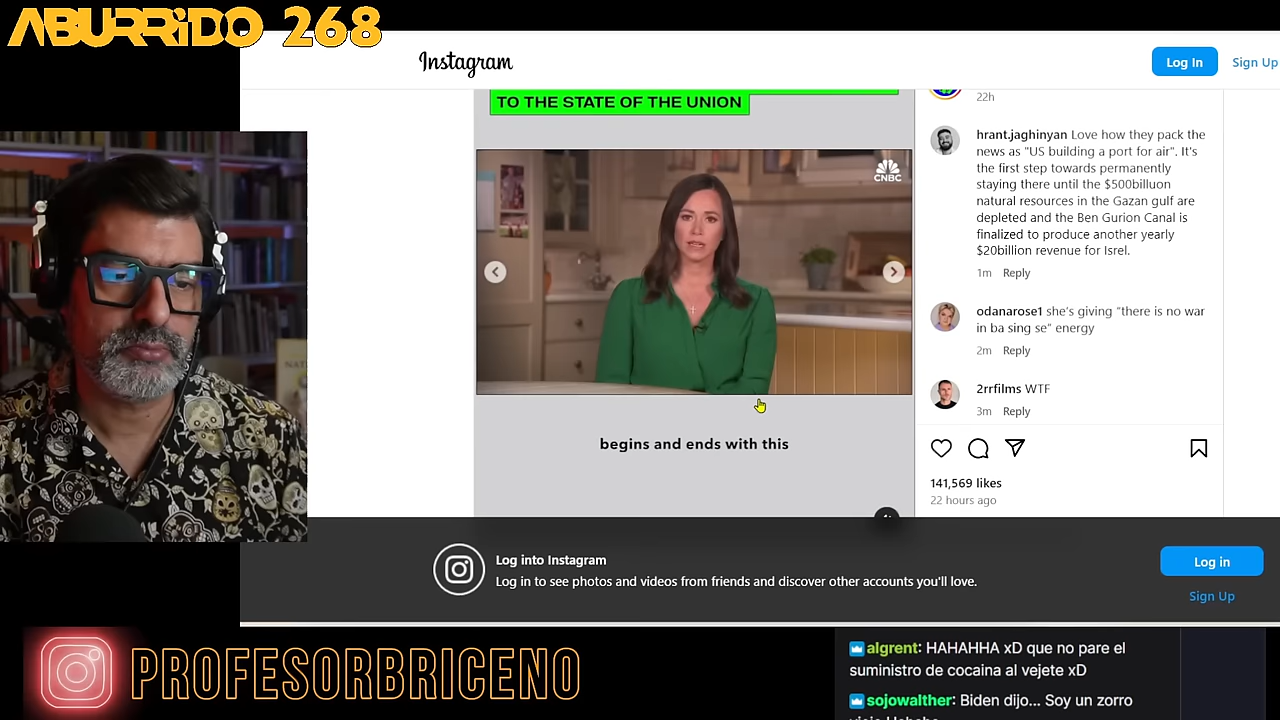 ABURRiDO 268
Instagram
Log In
Sign Up
TO THE STATE OF THE UNION
CNBC
begins and ends with this
22h
hrant.jaghinyan Love how they pack the
news as "US building a port for air". It's
the first step towards permanently
staying there until the $500billuon
natural resources in the Gazan gulf are
depleted and the Ben Gurion Canal is
finalized to produce another yearly
$20billion revenue for Isrel.
1m Reply
odanarose1 she's giving "there is no war
in ba sing se" energy
2m Reply
2rrfilms WTF
3m Reply
141,569 likes
22 hours ago
Log into Instagram
Log in to see photos and videos from friends and discover other accounts you'll love.
Log in
Sign Up
PROFESORBRICENO
algrent: HAHAHHA xD que no pare el
suministro de cocaina al vejete xD
sojowalther: Biden dijo... Soy un zorro